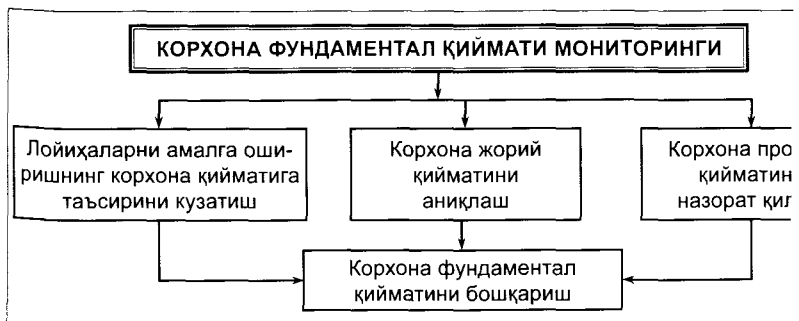 КОРХОНА ФУНДАМЕНТАЛ ҚИЙМАТИ МОНИТОРИНГИ
Лойиҳаларни амалга оши-
ришнинг корхона қийматига
таъсирини кузатиш
Корхона жорий
қийматини
аниқлаш
Корхона
назорат
Корхона фундаментал
қийматини бошқариш